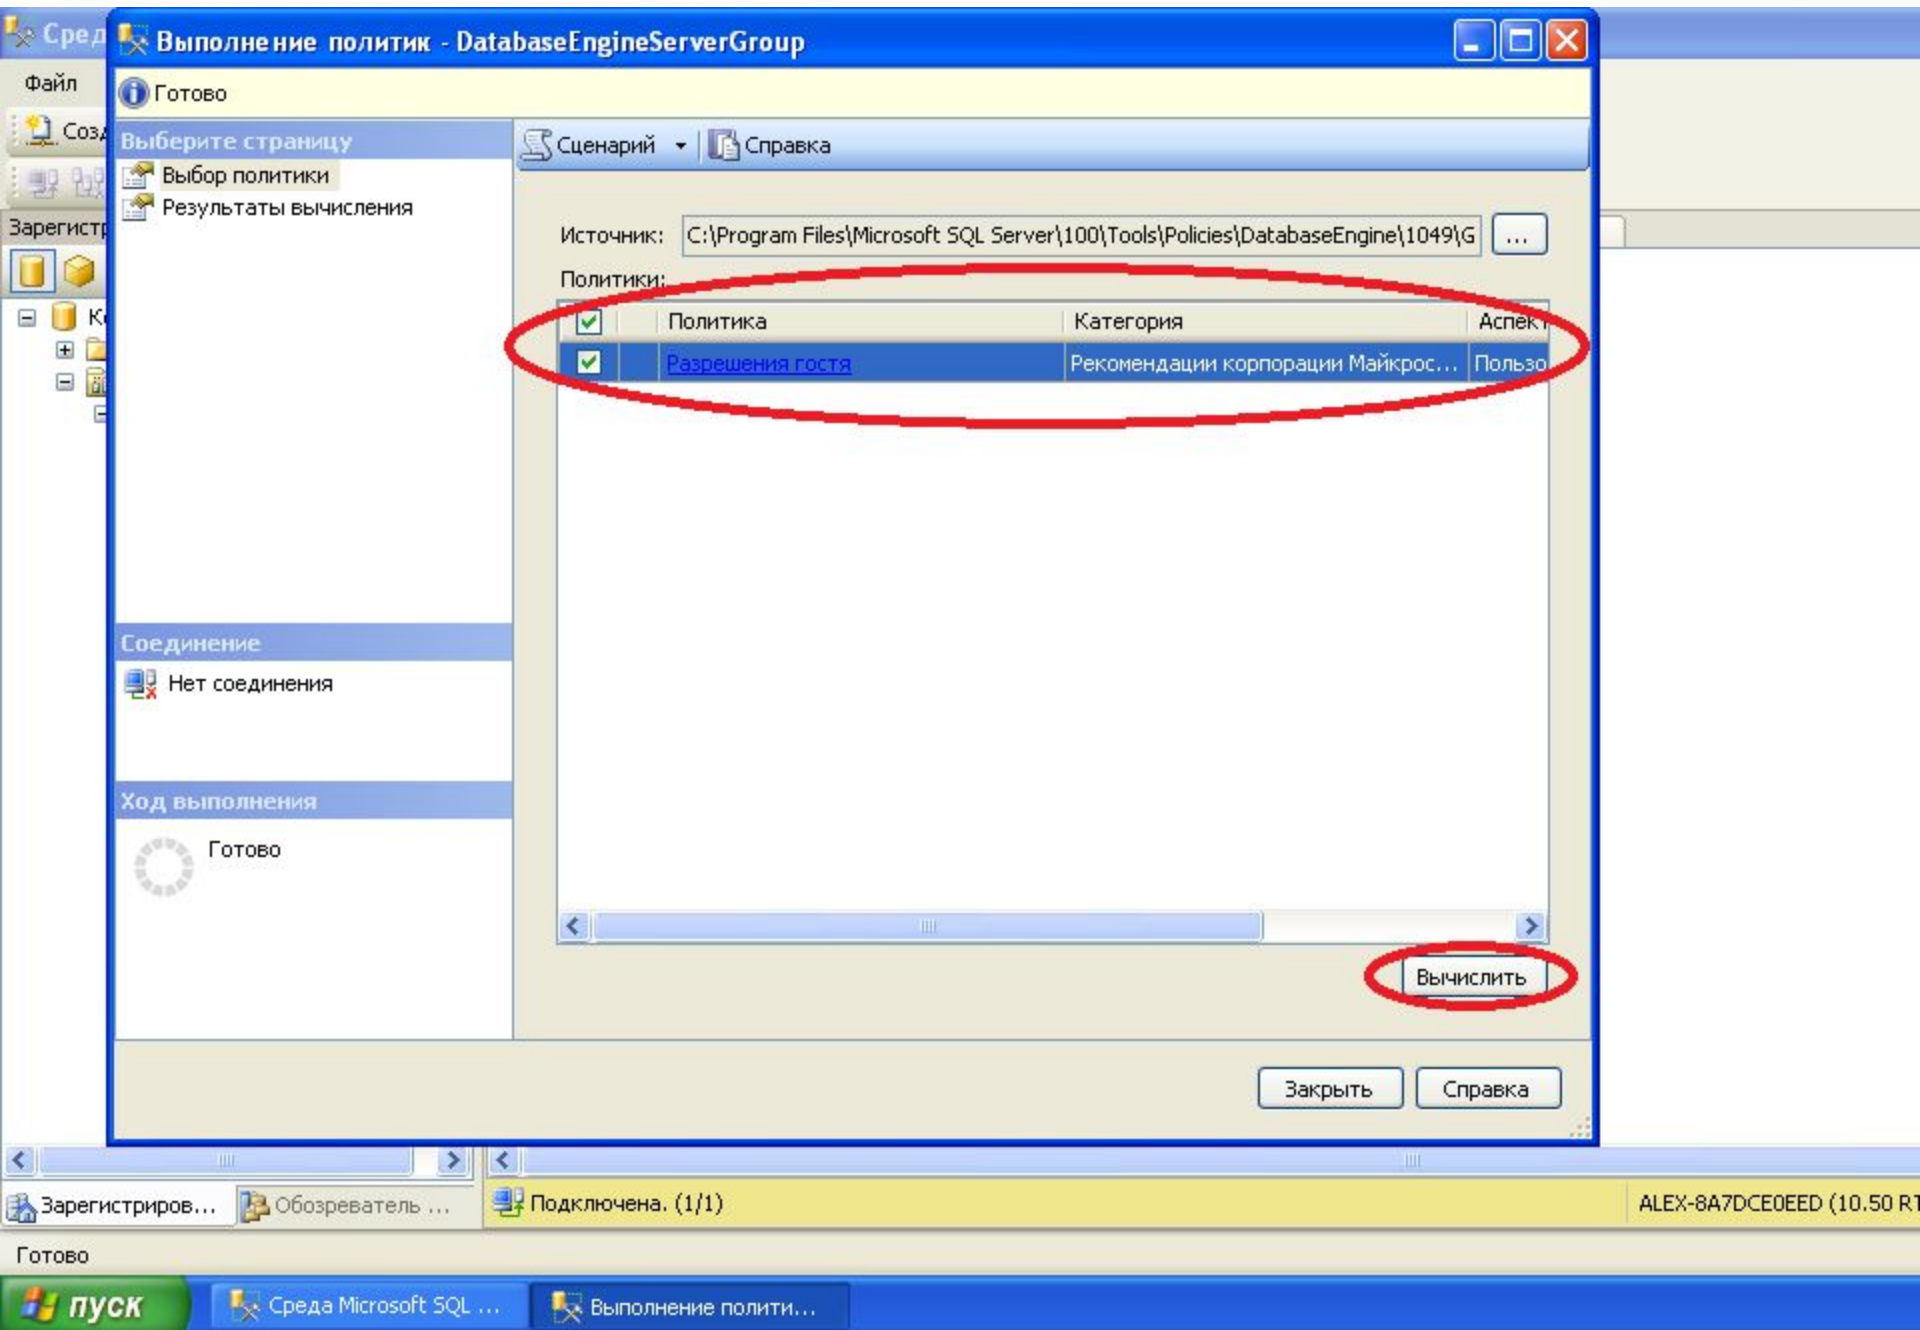 Сред
Выполнение политик - DatabaseEngineServerGroup
Файл
Готово
Созд
Выберите страницу
Сценарий
Справка
Выбор политики
Результаты вычисления
Зарегистр
Источник:
C:\Program Files\Microsoft SQL Server\100\Tools\Policies\DatabaseEngine\1049\G
...
Политики:
Политика
Категория
Аспект
Разрешения гостя
Рекомендации корпорации Майкрос...
Пользо
Соединение
Нет соединения
Ход выполнения
Готово
Вычислить
Закрыть
Справка
Зарегистриров...
Обозреватель ...
Подключена. (1/1)
ALEX-8A7DCE0EED (10.50 RT
Готово
пуск
Среда Microsoft SQL ...
Выполнение полити...